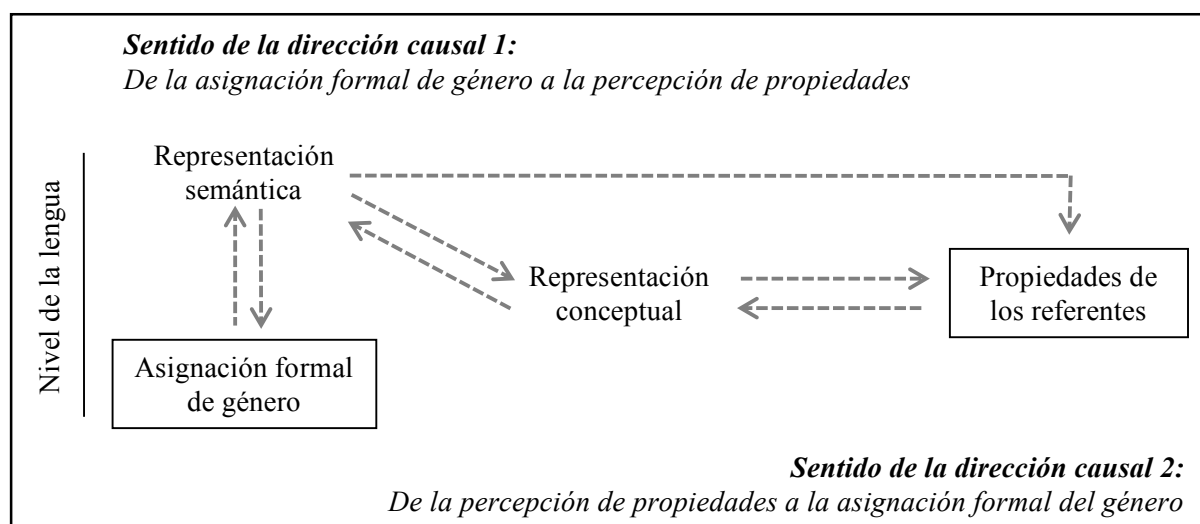 Sentido de la dirección causal 1:
De la asignación formal de género a la percepción de propiedades
Nivel de la lengua
Representación
semántica
Representación
conceptual
Propiedades de
los referentes
Asignación formal
de género
Sentido de la dirección causal 2:
De la percepción de propiedades a la asignación formal del género